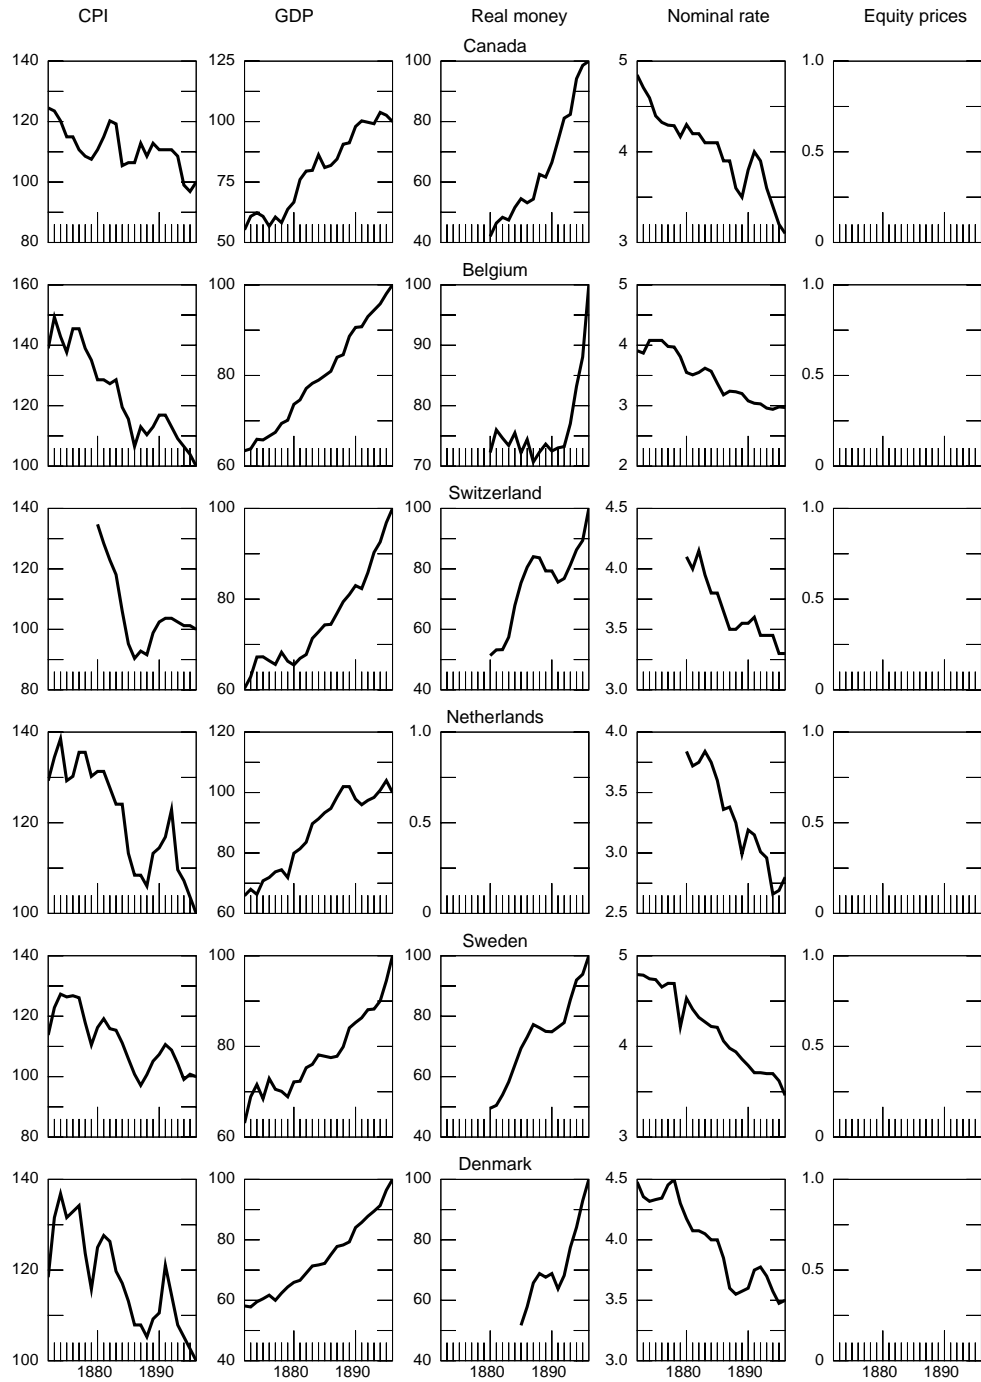 CPI GDP Real money Nominal rate Equity prices
Canada
140 125 100 5 1.0
120 100 80
4 0.5
100 75 60
80 50 40 3 0
Belgium
160 100 100 5 1.0
140 90 4
80 0.5
120 80 3
100 60 70 2 0
Switzerland
140 100 100 4.5 1.0
120 80 4.0
80 0.5
100 60 3.5
80 60 40 3.0 0
Netherlands
140 120 1.0 4.0 1.0
100 3.5
120 0.5 0.5
80 3.0
100 60 0 2.5 0
Sweden
140 100 100 5 1.0
120 80
80 4 0.5
100 60
80 60 40 3 0
Denmark
140 100 100 4.5 1.0
80 80 4.0
120 0.5
60 60 3.5
100 40 40 3.0 0
1880 1890 1880 1890 1880 1890 1880 1890 1880 1890